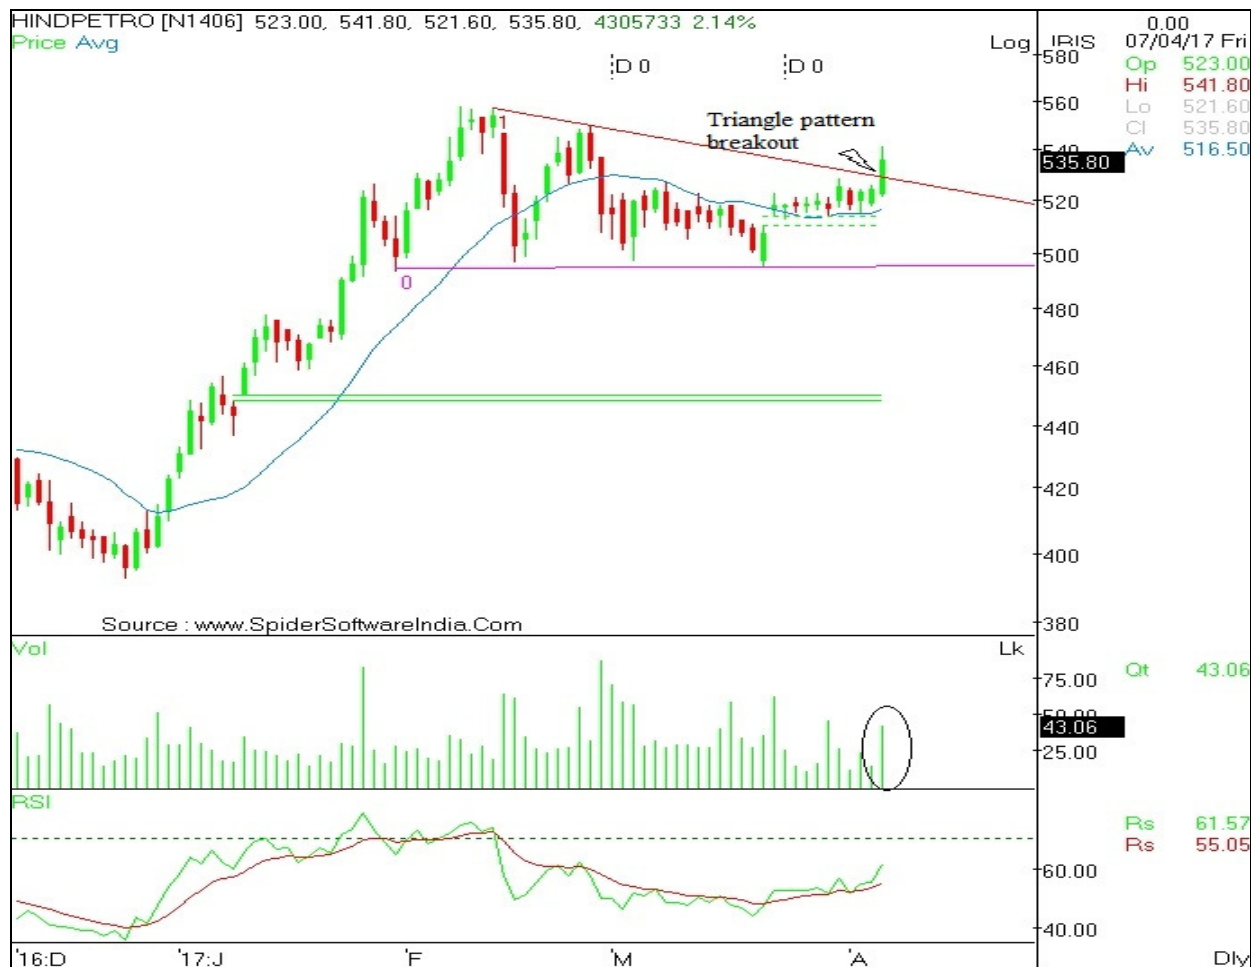 HINDPETRO [N1406] 523.00, 541.80, 521.60, 535.80, 4305733 2.14%
Price Avg
Log
IRIS
0.00
07/04/17 Fri
Op 523.00
Hi 541.80
Lo 521.60
Cl 535.80
Av 516.50
D 0
D 0
580
560
540
535.80
520
500
480
460
440
420
400
380
Triangle pattern
breakout
1
0
Source : www.SpiderSoftwareIndia.Com
Vol
Lk
75.00
50.00
43.06
25.00
Qt 43.06
RSI
60.00
40.00
Rs 61.57
Rs 55.05
'16:D '17:J 'F 'M 'A Dly